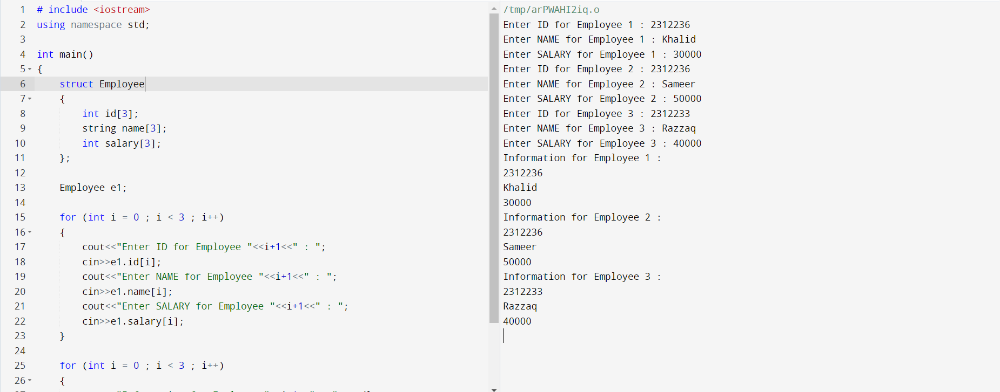 1 # include <iostream>
2 using namespace std;
3
4 int main()
5 {
6 struct Employee
7 {
8 int id[3];
9 string name[3];
10 int salary[3];
11 };
12
13 Employee e1;
14
15 for (int i = 0 ; i < 3 ; i++)
16 {
17 cout<<"Enter ID for Employee "<<i+1<<" : ";
18 cin>>e1.id[i];
19 cout<<"Enter NAME for Employee "<<i+1<<" : ";
20 cin>>e1.name[i];
21 cout<<"Enter SALARY for Employee "<<i+1<<" : ";
22 cin>>e1.salary[i];
23 }
24
25 for (int i = 0 ; i < 3 ; i++)
26 {
/tmp/arPWAHI2iq.o
Enter ID for Employee 1 : 2312236
Enter NAME for Employee 1 : Khalid
Enter SALARY for Employee 1 : 30000
Enter ID for Employee 2 : 2312236
Enter NAME for Employee 2 : Sameer
Enter SALARY for Employee 2 : 50000
Enter ID for Employee 3 : 2312233
Enter NAME for Employee 3 : Razzaq
Enter SALARY for Employee 3 : 40000
Information for Employee 1 :
2312236
Khalid
30000
Information for Employee 2 :
2312236
Sameer
50000
Information for Employee 3 :
2312233
Razzaq
40000